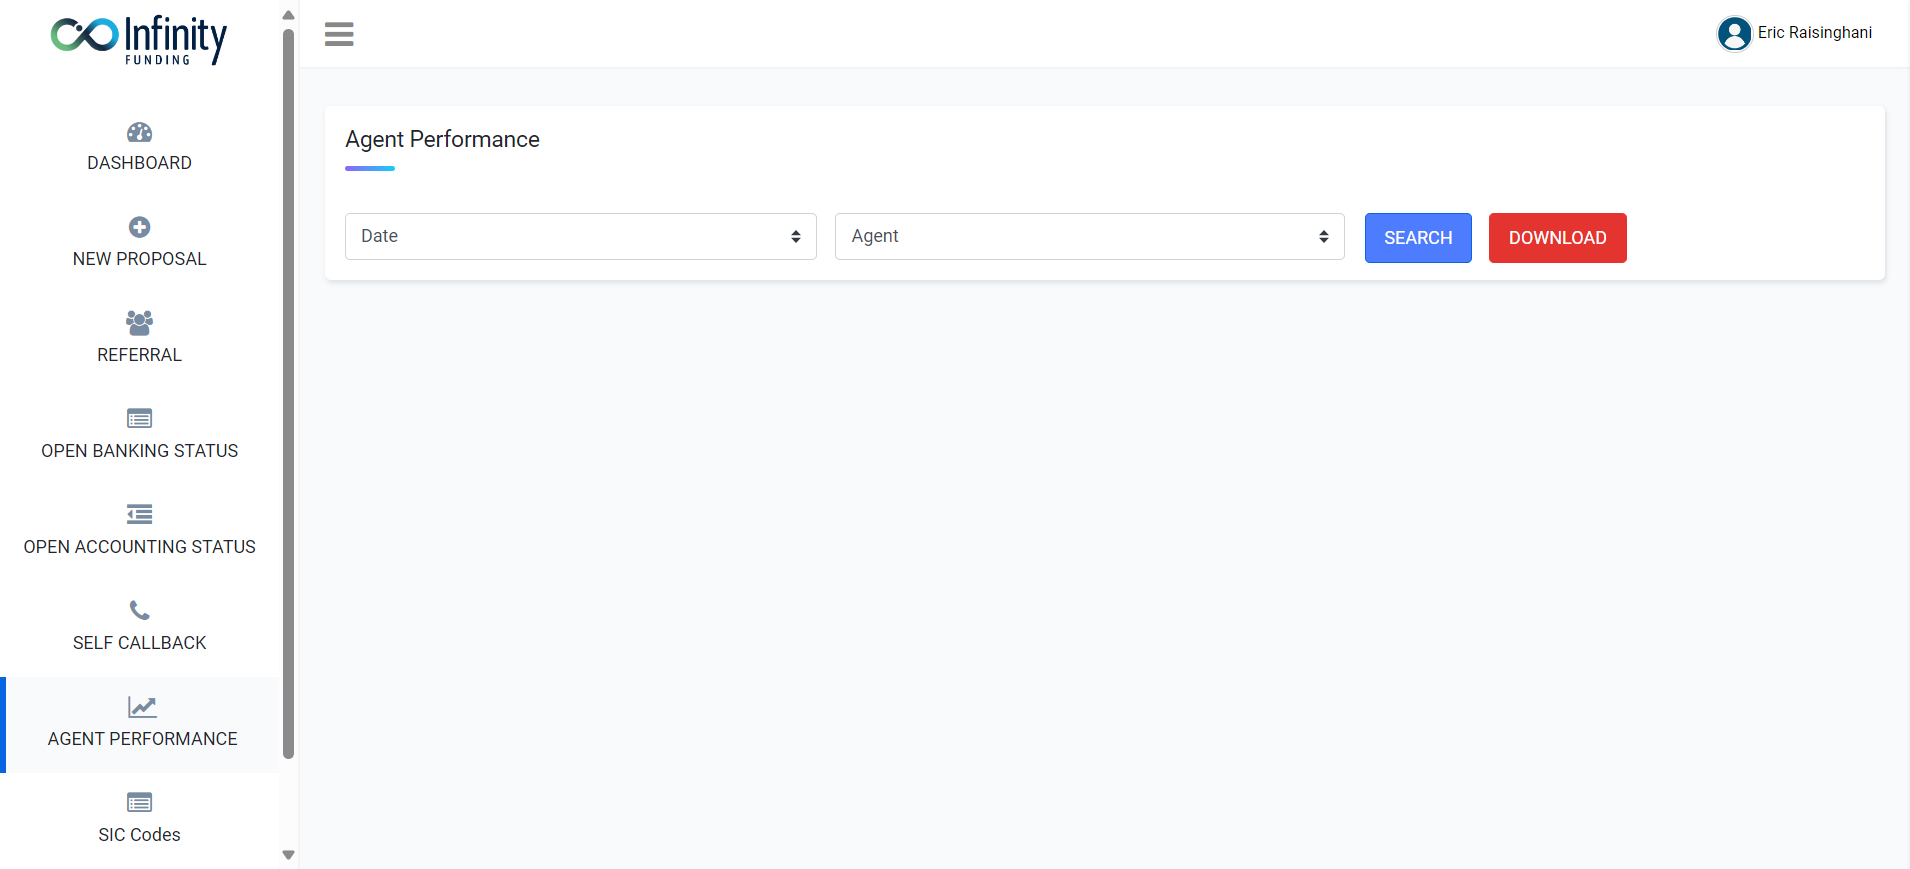 Infinity
FUNDING
Eric Raisinghani
DASHBOARD
NEW PROPOSAL
REFERRAL
OPEN BANKING STATUS
OPEN ACCOUNTING STATUS
SELF CALLBACK
AGENT PERFORMANCE
SIC Codes
Agent Performance
Date
Agent
SEARCH
DOWNLOAD